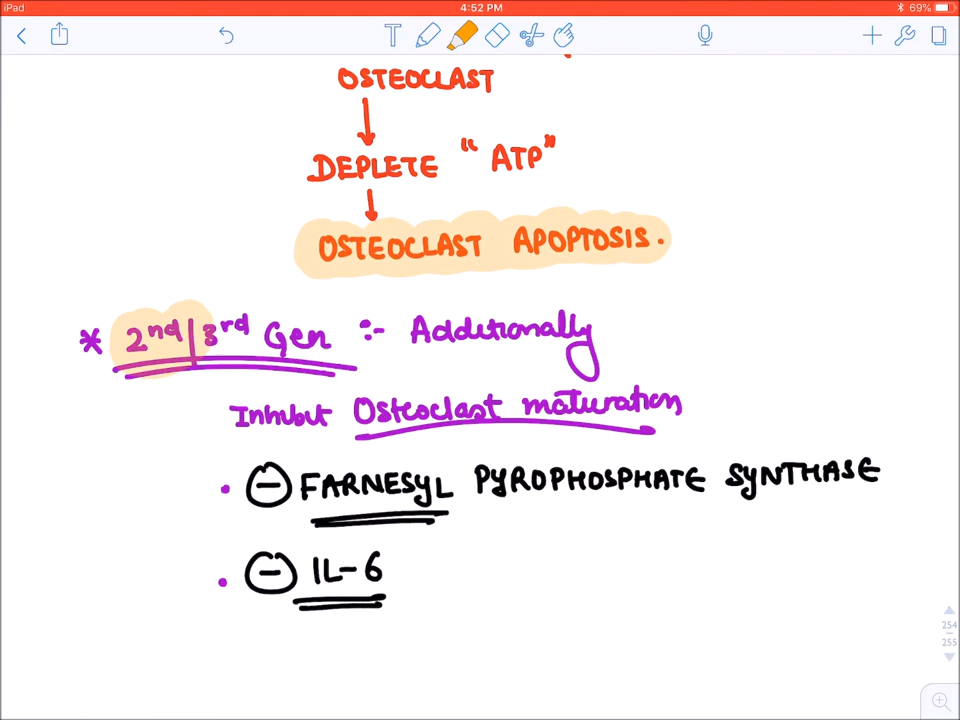 iPad 4:52 PM 69%
T
OSTEOCLAST
DEPLETE "ATP"
OSTEOCLAST APOPTOSIS.
* 2nd/3rd Gen :- Additionally
Inhibit Osteoclast maturation
• ⊖ FARNESYL PYROPHOSPHATE SYNTHASE
• ⊖ IL-6
254
255